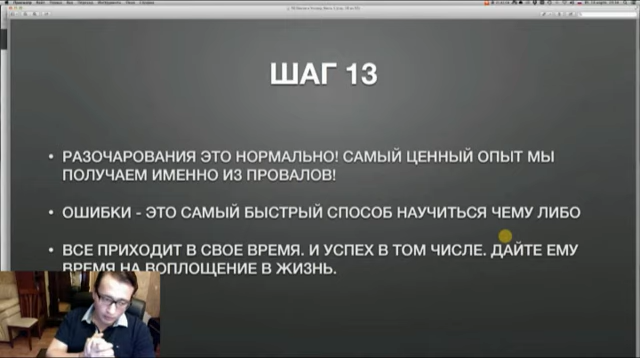 ШАГ 13
• РАЗОЧАРОВАНИЯ ЭТО НОРМАЛЬНО! САМЫЙ ЦЕННЫЙ ОПЫТ МЫ
ПОЛУЧАЕМ ИМЕННО ИЗ ПРОВАЛОВ!
• ОШИБКИ - ЭТО САМЫЙ БЫСТРЫЙ СПОСОБ НАУЧИТЬСЯ ЧЕМУ ЛИБО
• ВСЕ ПРИХОДИТ В СВОЕ ВРЕМЯ. И УСПЕХ В ТОМ ЧИСЛЕ. ДАЙТЕ ЕМУ
ВРЕМЯ НА ВОПЛОЩЕНИЕ В ЖИЗНЬ.